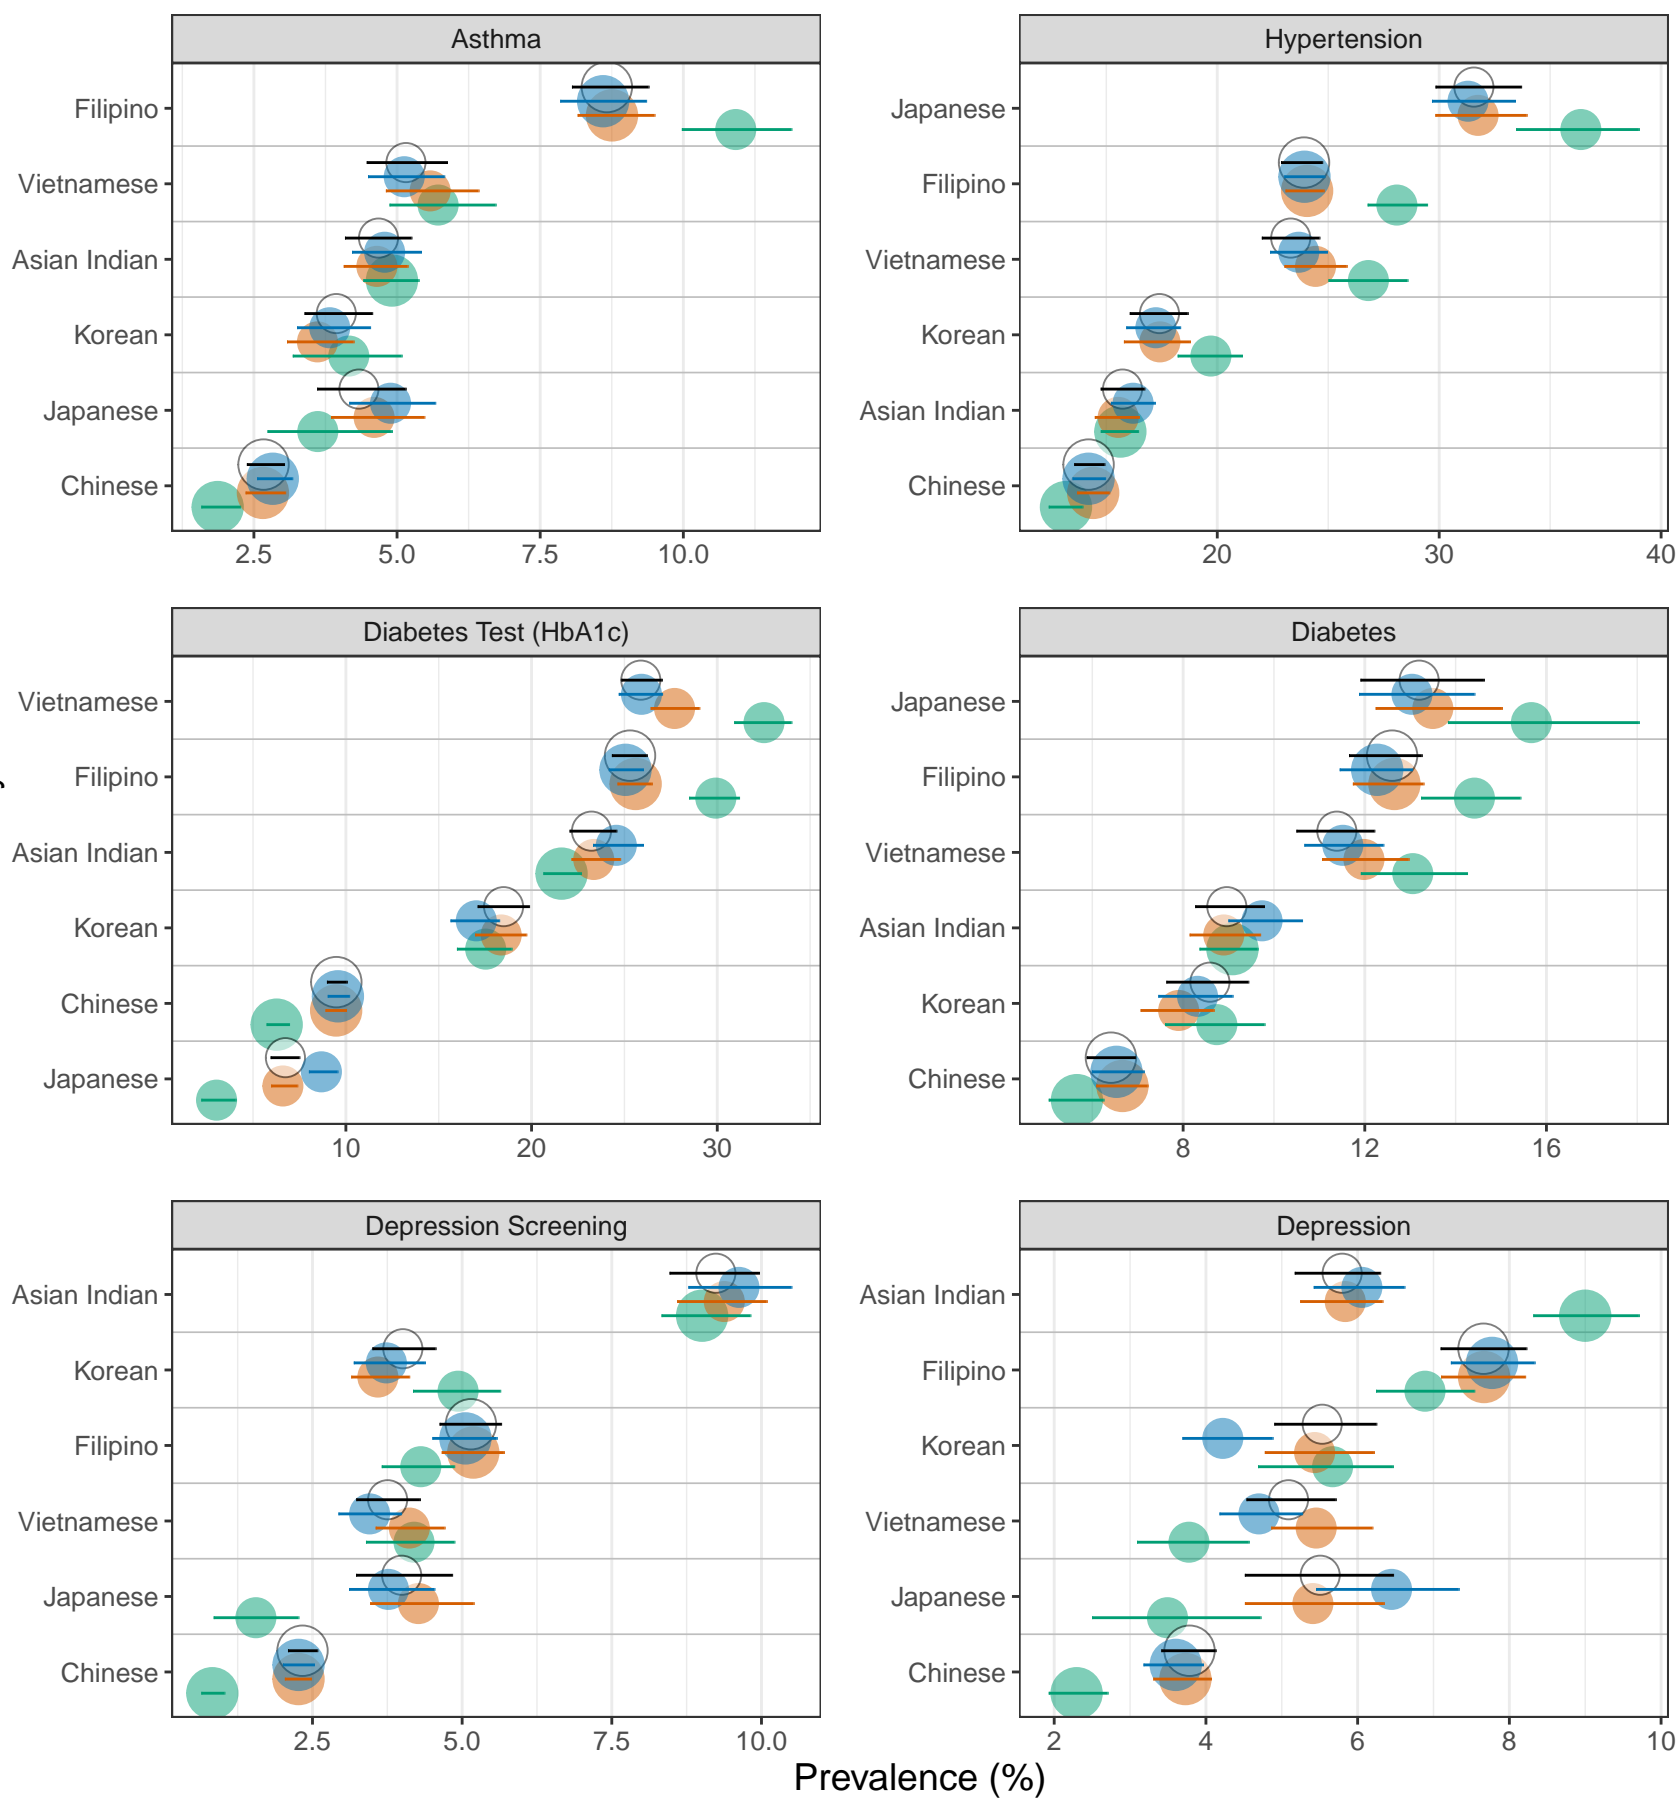 Asthma
Filipino
Vietnamese
Asian Indian
Korean
Japanese
Chinese
2.5 5.0 7.5 10.0
Hypertension
Japanese
Filipino
Vietnamese
Korean
Asian Indian
Chinese
20 30 40
Diabetes Test (HbA1c)
Vietnamese
Filipino
Asian Indian
Korean
Chinese
Japanese
10 20 30
Diabetes
Japanese
Filipino
Vietnamese
Asian Indian
Korean
Chinese
8 12 16
Depression Screening
Asian Indian
Korean
Filipino
Vietnamese
Japanese
Chinese
2.5 5.0 7.5 10.0
Depression
Asian Indian
Filipino
Korean
Vietnamese
Japanese
Chinese
2 4 6 8 10
Prevalence (%)